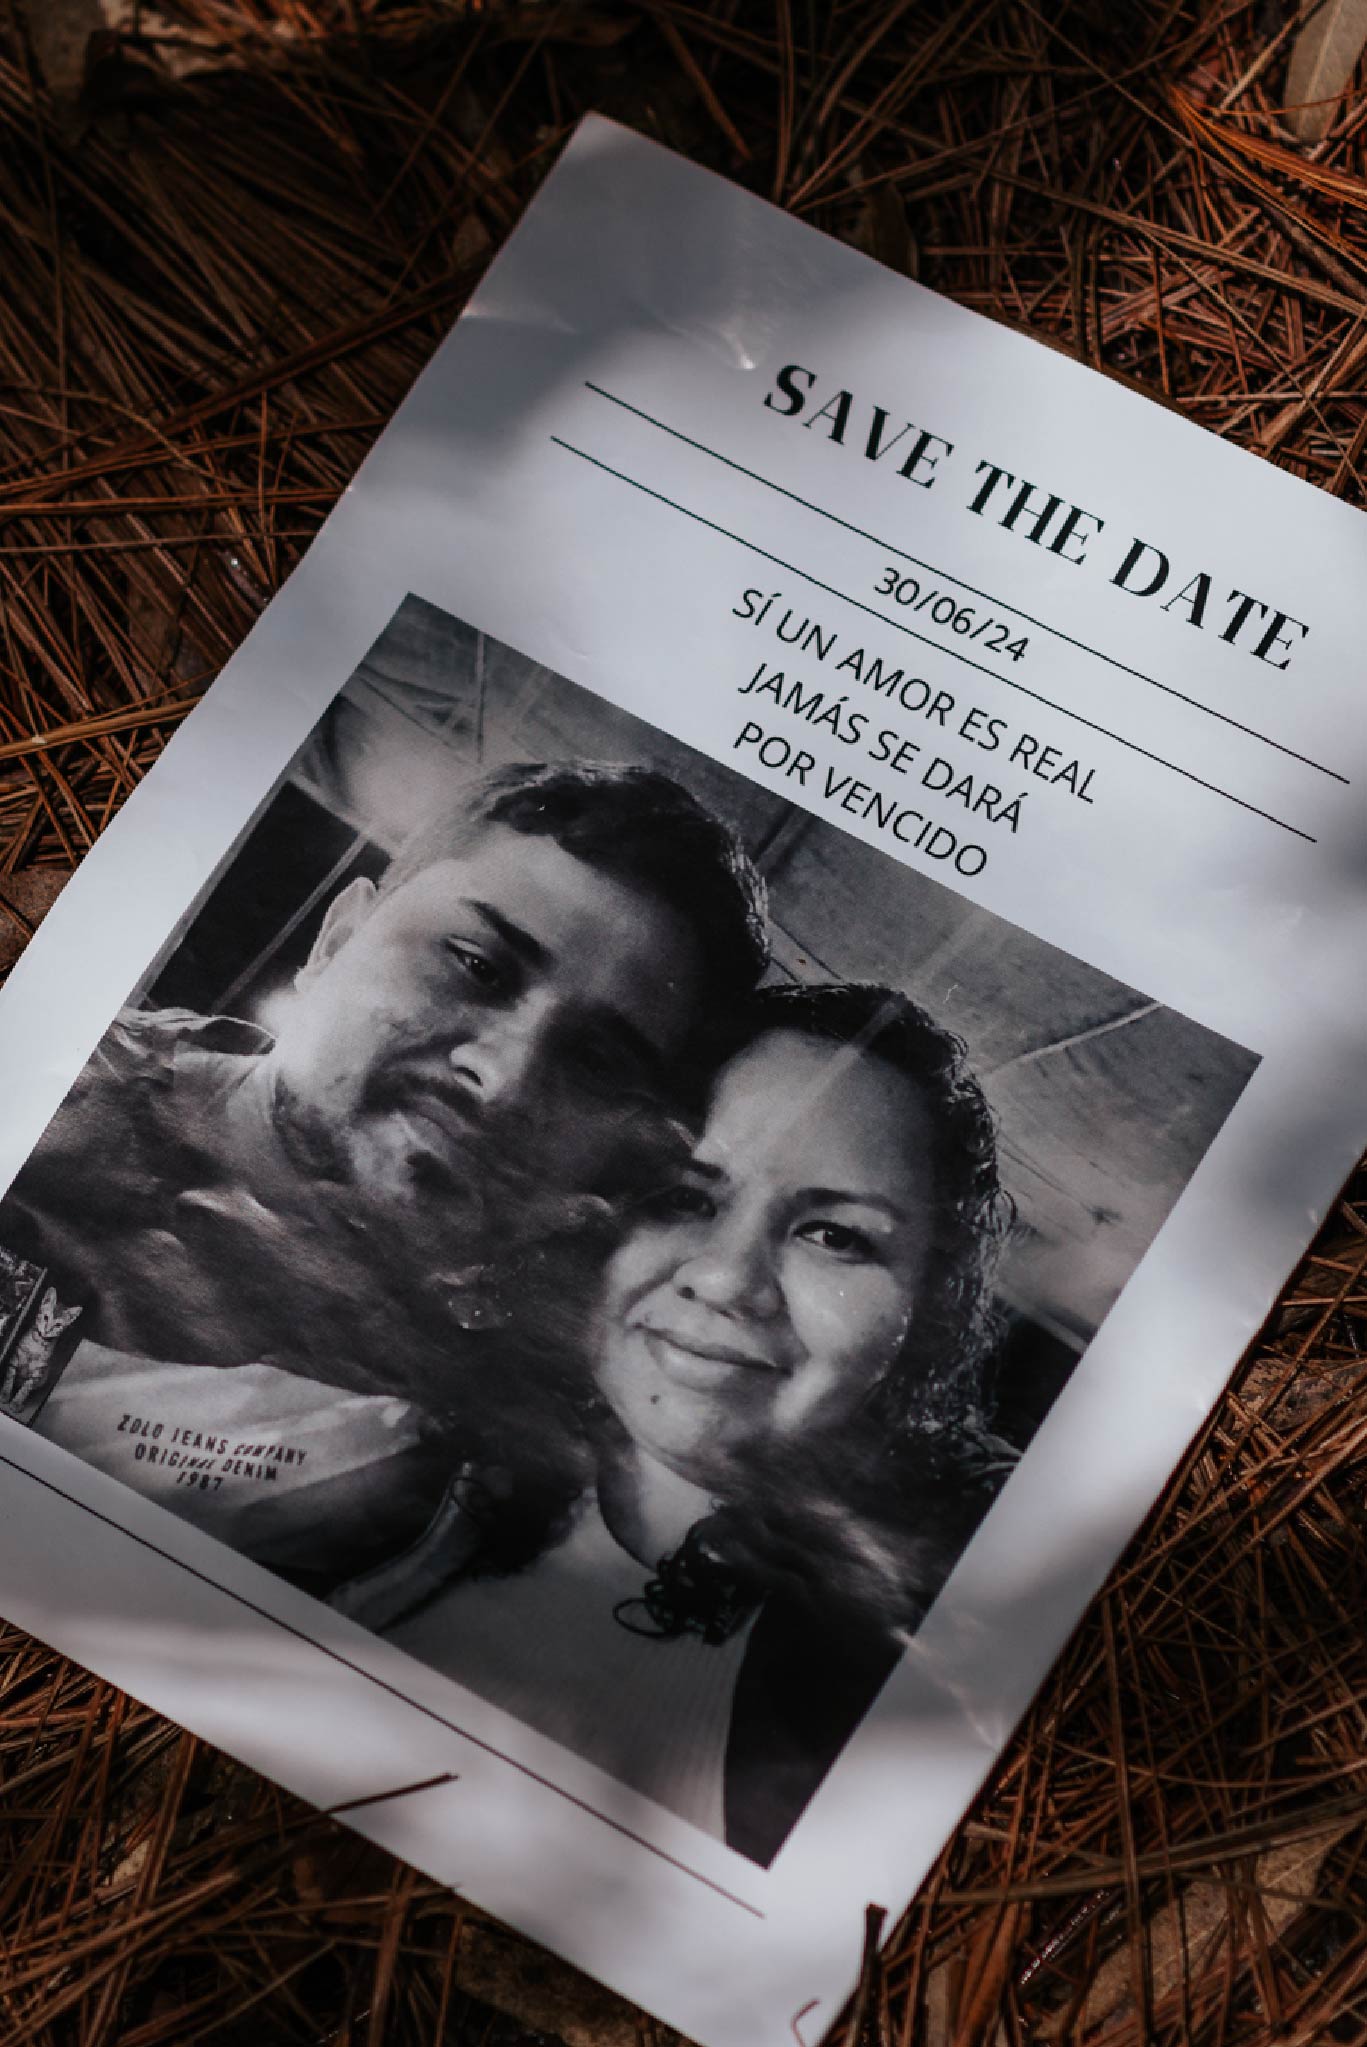 SAVE THE DATE
30/06/24
SÍ UN AMOR ES REAL
JAMÁS SE DARÁ
POR VENCIDO
ZOLO JEANS COMPANY
ORIGINAL DENIM
1987